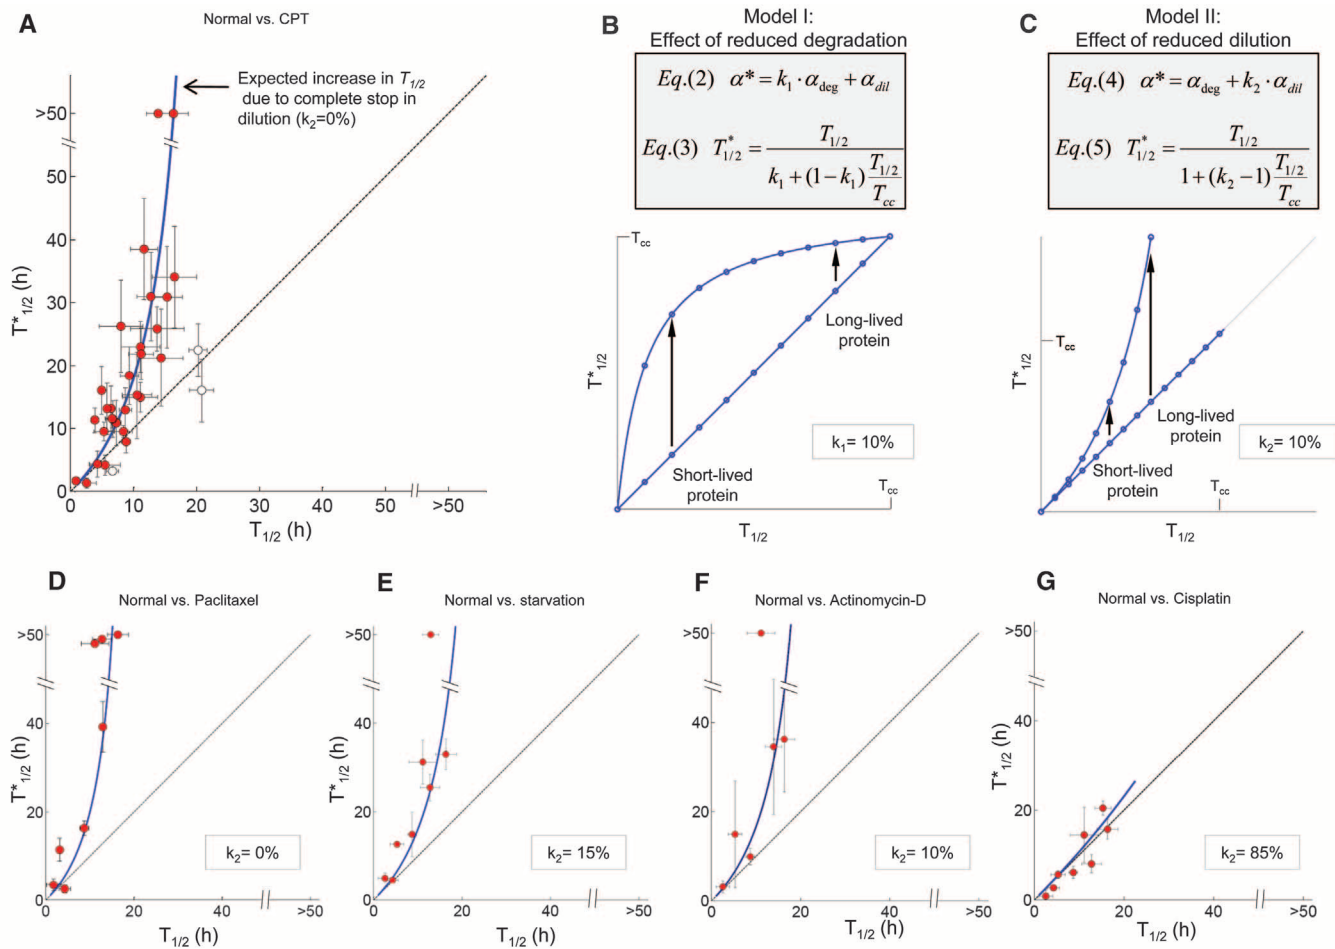 A
Normal vs. CPT
>50
50
40
30
20
10
0
T*1/2 (h)
Expected increase in T1/2
due to complete stop in
dilution (k2=0%)
0 10 20 30 40 50 >50
T1/2 (h)
B
Model I:
Effect of reduced degradation
Eq.(2) α* = k1 · αdeg + αdil
Eq.(3) T*1/2 = T1/2 / (k1 + (1 − k1) T1/2 / Tcc)
Tcc
T*1/2
Long-lived
protein
Short-lived
protein
k1= 10%
Tcc
T1/2
C
Model II:
Effect of reduced dilution
Eq.(4) α* = αdeg + k2 · αdil
Eq.(5) T*1/2 = T1/2 / (1 + (k2 − 1) T1/2 / Tcc)
Tcc
T*1/2
Long-lived
protein
Short-lived
protein
k2= 10%
Tcc
T1/2
D
Normal vs. Paclitaxel
>50
40
20
0
T*1/2 (h)
k2= 0%
0 20 >50
T1/2 (h)
E
Normal vs. starvation
>50
40
20
0
T*1/2 (h)
k2= 15%
0 20 >50
T1/2 (h)
F
Normal vs. Actinomycin-D
>50
40
20
0
T*1/2 (h)
k2= 10%
0 20 >50
T1/2 (h)
G
Normal vs. Cisplatin
>50
40
20
0
T*1/2 (h)
k2= 85%
0 20 >50
T1/2 (h)